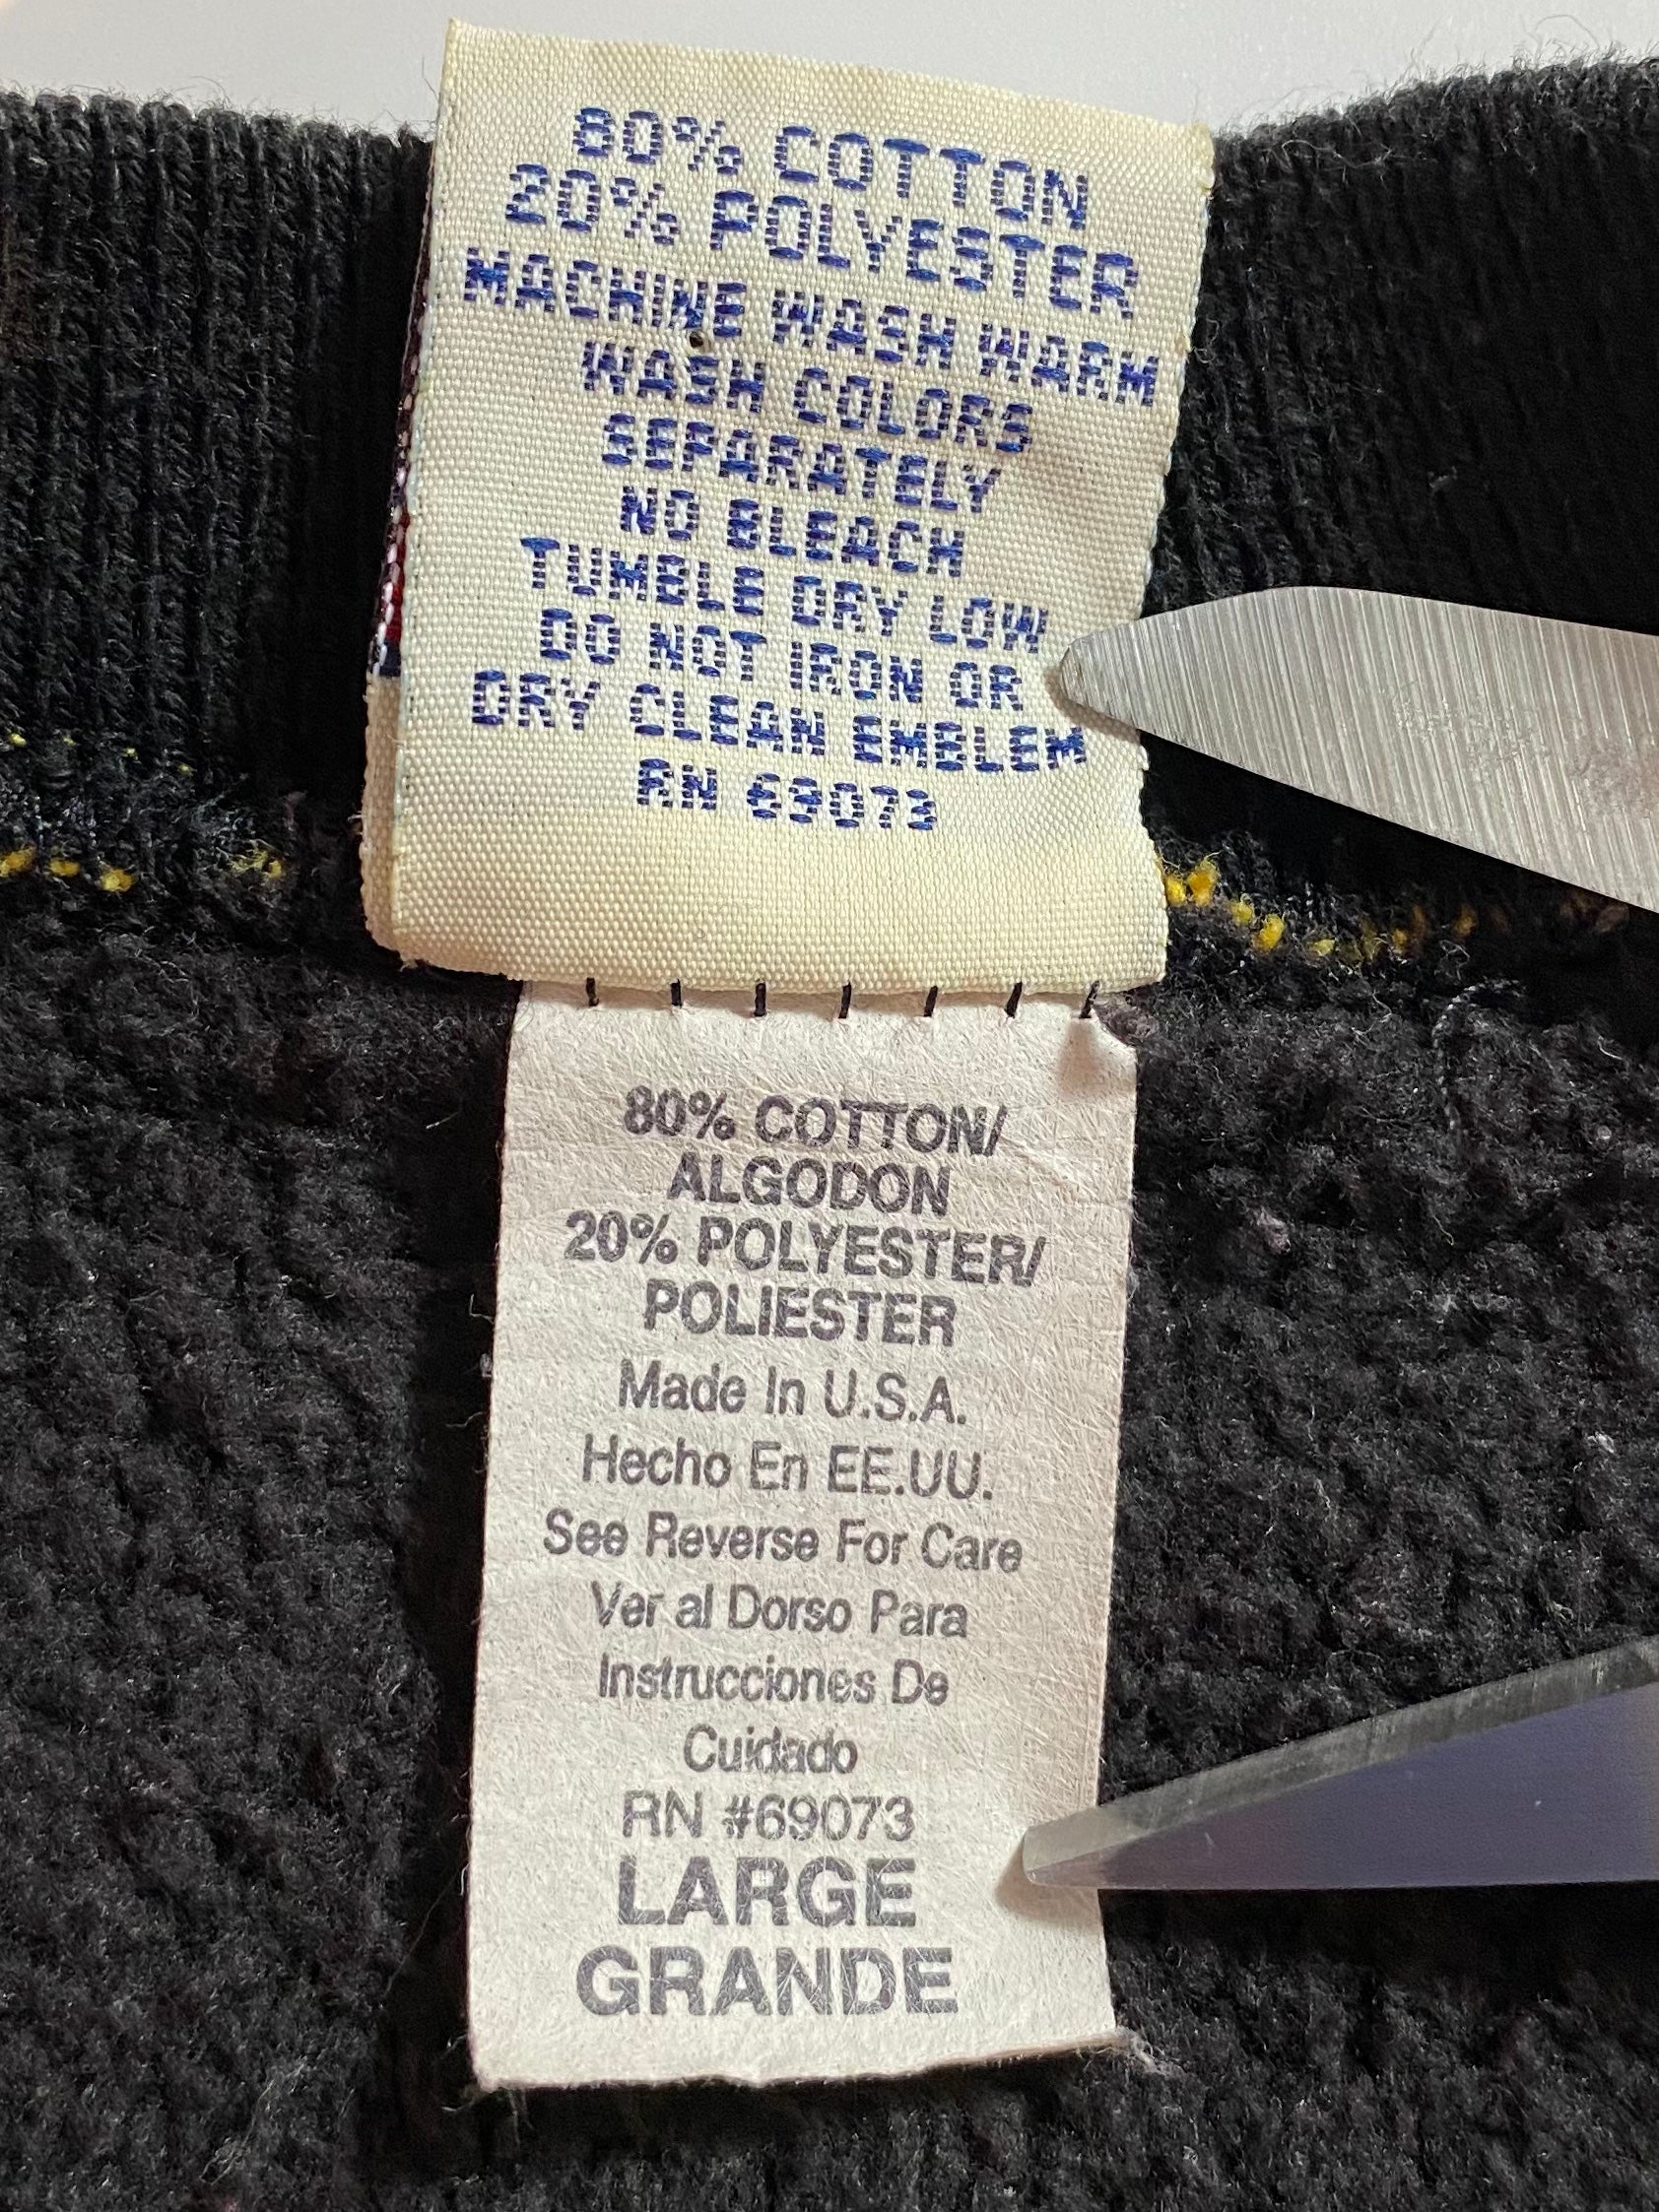 80% COTTON
20% POLYESTER
MACHINE WASH WARM
WASH COLORS
SEPARATELY
NO BLEACH
TUMBLE DRY LOW
DO NOT IRON OR
DRY CLEAN EMBLEM
RN 69073
80% COTTON/
ALGODON
20% POLYESTER/
POLIESTER
Made In U.S.A.
Hecho En EE.UU.
See Reverse For Care
Ver al Dorso Para
Instrucciones De
Cuidado
RN #69073
LARGE
GRANDE